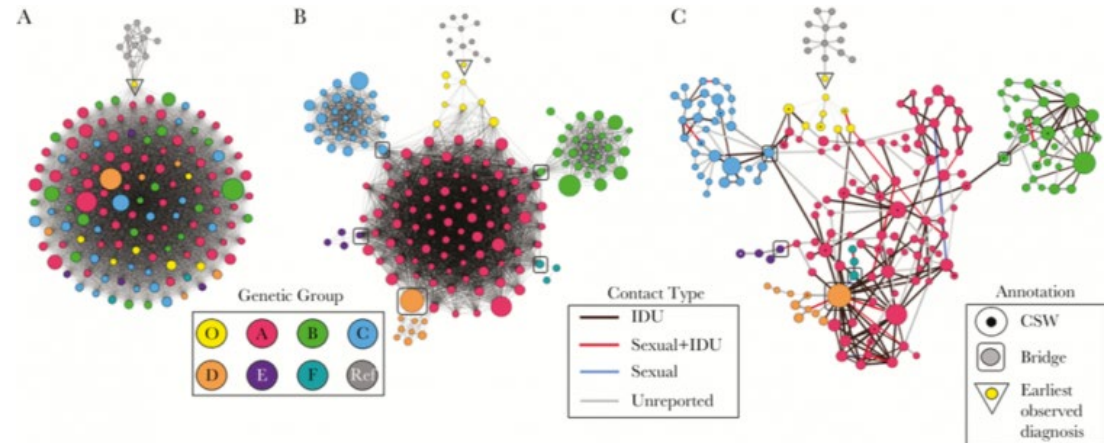 A
B
C
Genetic Group
O A B C
D E F Ref
Contact Type
IDU
Sexual+IDU
Sexual
Unreported
Annotation
CSW
Bridge
Earliest
observed
diagnosis